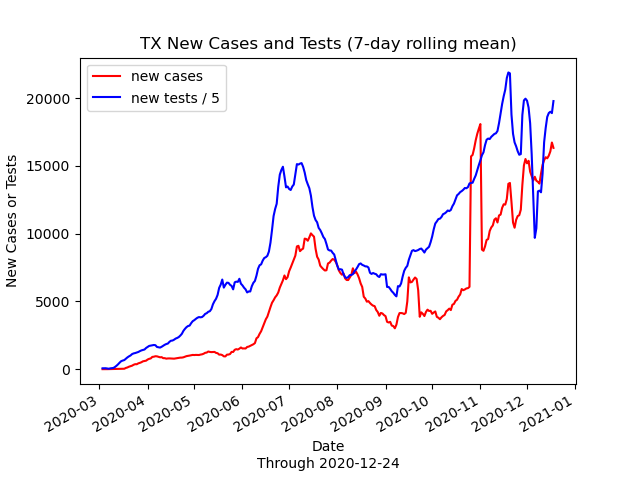 TX New Cases and Tests (7-day rolling mean)
new cases
new tests / 5
New Cases or Tests
20000
15000
10000
5000
0
2020-03
2020-04
2020-05
2020-06
2020-07
2020-08
2020-09
2020-10
2020-11
2020-12
2021-01
Date
Through 2020-12-24